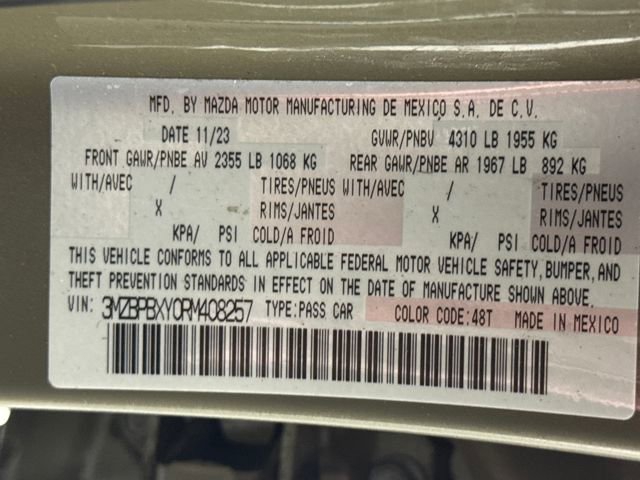 MFD. BY MAZDA MOTOR MANUFACTURING DE MEXICO S.A. DE C.V.
DATE 11/23 GVWR/PNBV 4310 LB 1955 KG
FRONT GAWR/PNBE AV 2355 LB 1068 KG REAR GAWR/PNBE AR 1967 LB 892 KG
WITH/AVEC / TIRES/PNEUS WITH/AVEC / TIRES/PNEUS
X RIMS/JANTES X RIMS/JANTES
KPA/ PSI COLD/A FROID KPA/ PSI COLD/A FROID
THIS VEHICLE CONFORMS TO ALL APPLICABLE FEDERAL MOTOR VEHICLE SAFETY,BUMPER,AND
THEFT PREVENTION STANDARDS IN EFFECT ON THE DATE OF MANUFACTURE SHOWN ABOVE.
VIN: 3MZBPBXY0RM408257 TYPE:PASS CAR COLOR CODE:48T MADE IN MEXICO